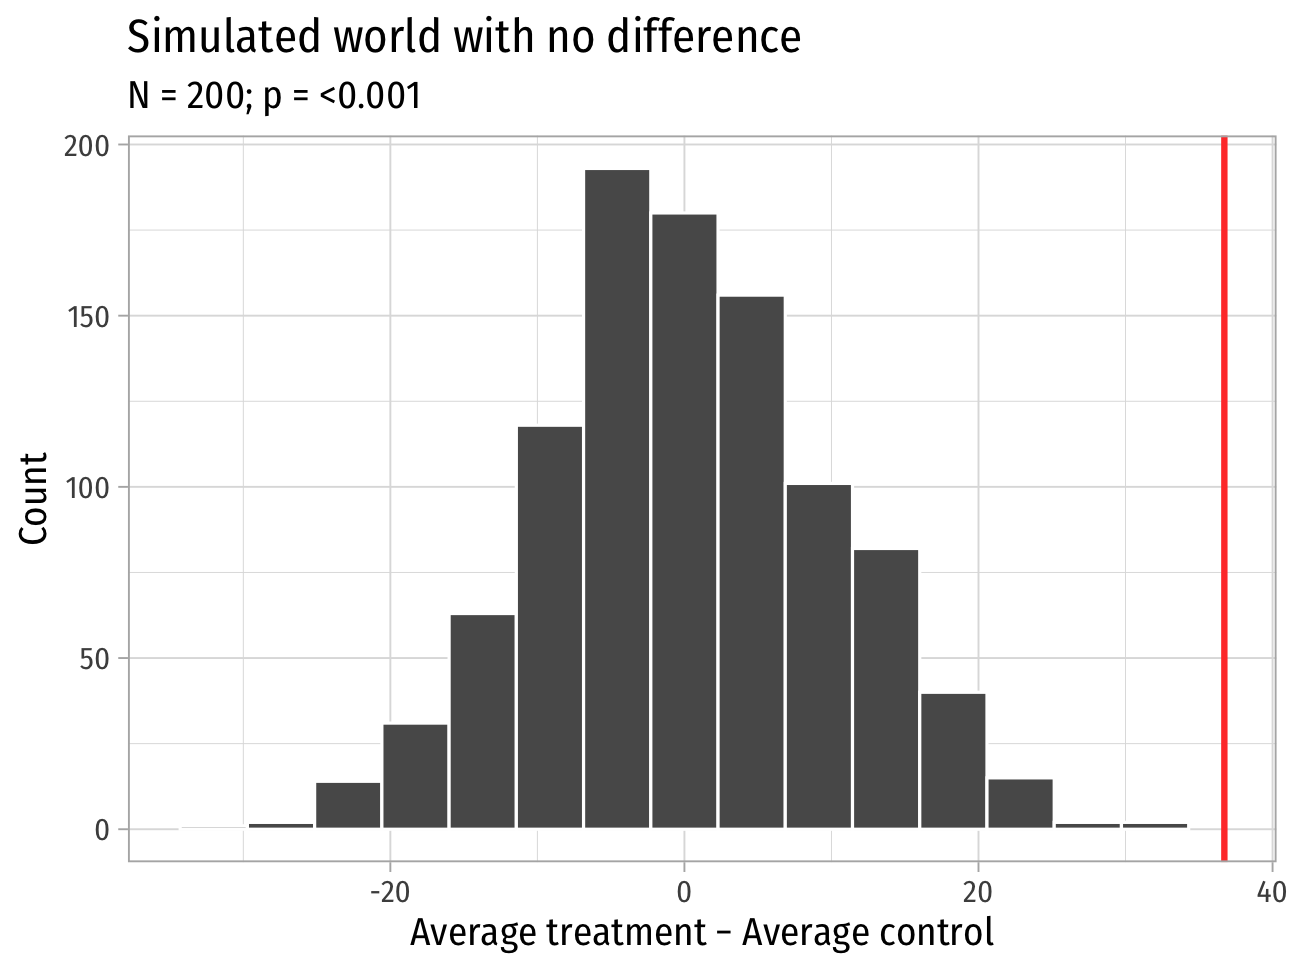 Simulated world with no difference
N = 200; p = <0.001
200
150
100
50
0
Count
-20
0
20
40
Average treatment − Average control